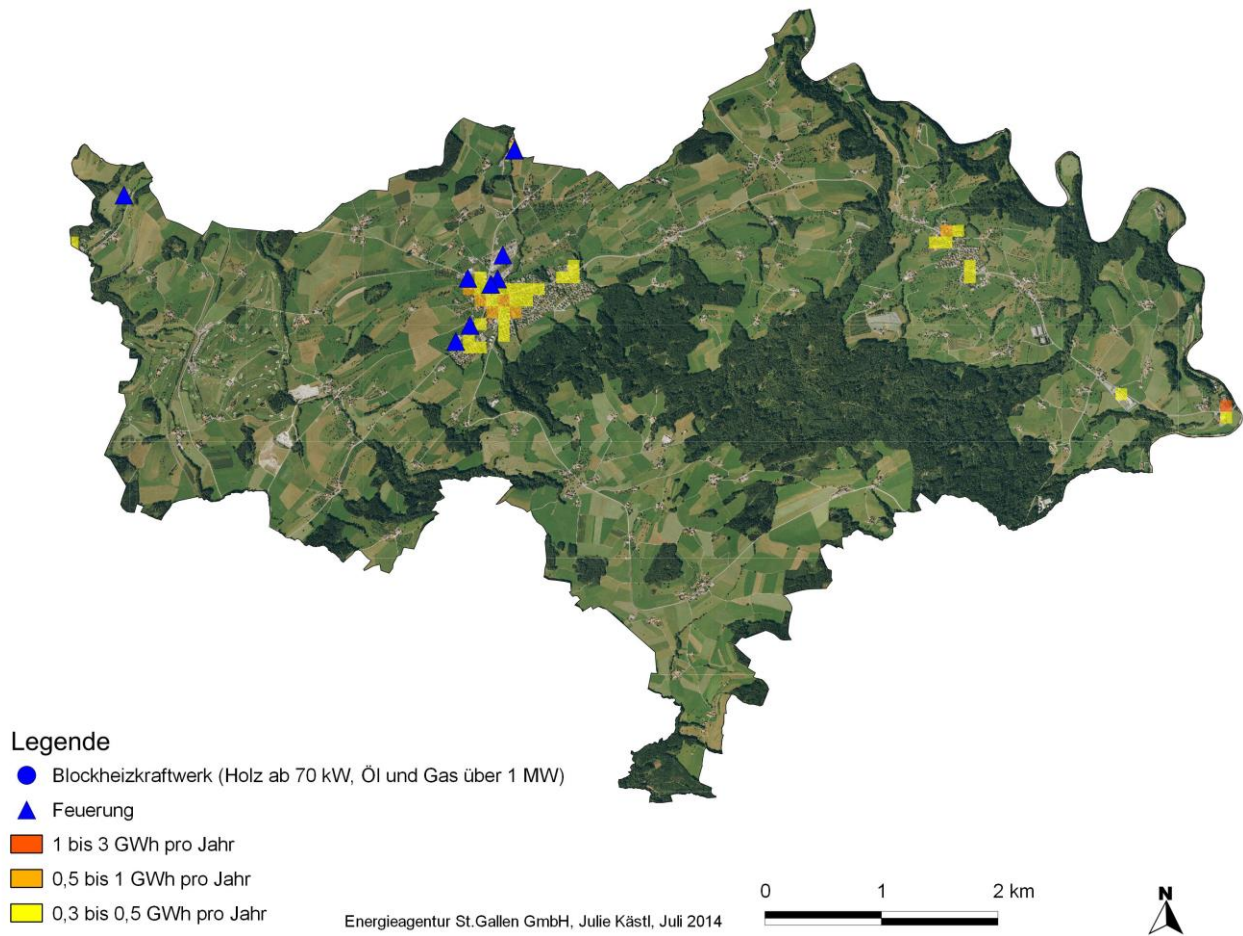 Legende
Blockheizkraftwerk (Holz ab 70 kW, Öl und Gas über 1 MW)
Feuerung
1 bis 3 GWh pro Jahr
0,5 bis 1 GWh pro Jahr
0,3 bis 0,5 GWh pro Jahr
Energieagentur St.Gallen GmbH, Julie Kästl, Juli 2014
0 1 2 km
N